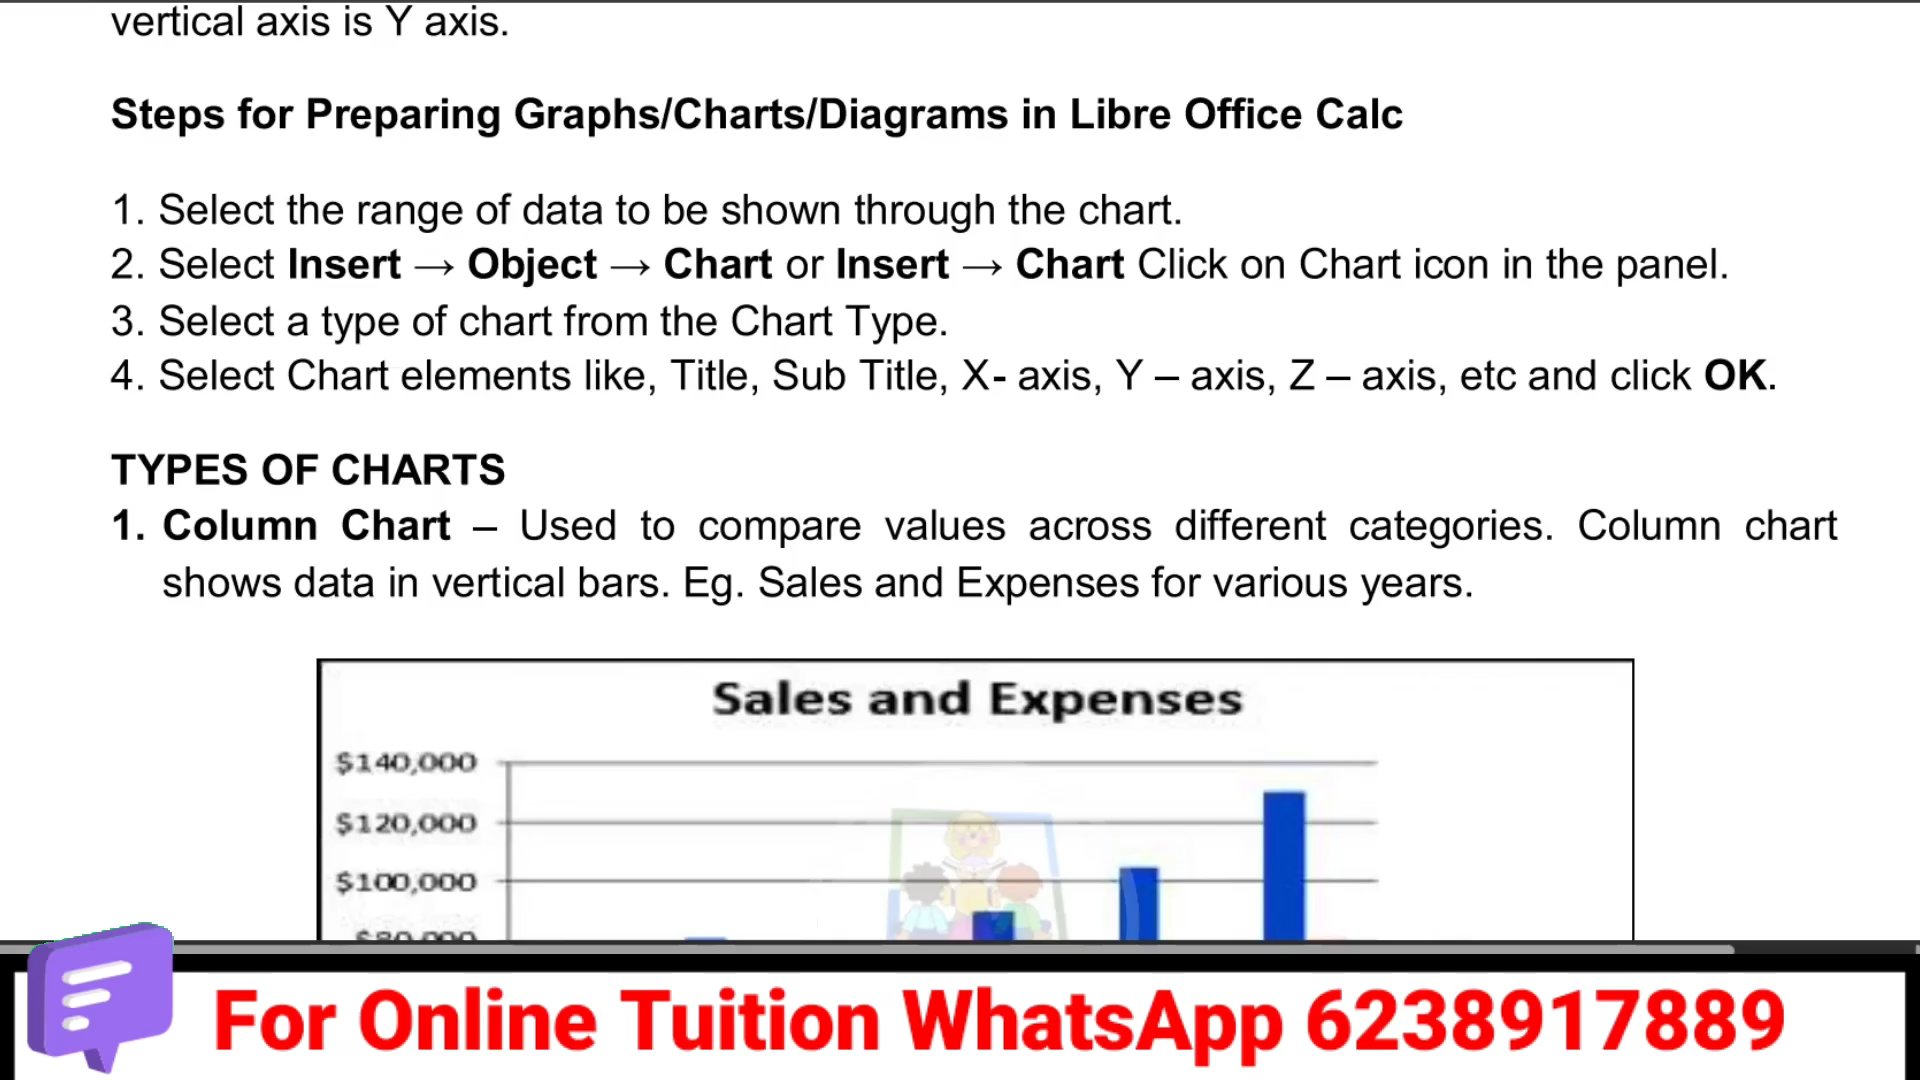 vertical axis is Y axis.
Steps for Preparing Graphs/Charts/Diagrams in Libre Office Calc
1. Select the range of data to be shown through the chart.
2. Select Insert → Object → Chart or Insert → Chart Click on Chart icon in the panel.
3. Select a type of chart from the Chart Type.
4. Select Chart elements like, Title, Sub Title, X- axis, Y – axis, Z – axis, etc and click OK.
TYPES OF CHARTS
1. Column Chart – Used to compare values across different categories. Column chart
shows data in vertical bars. Eg. Sales and Expenses for various years.
Sales and Expenses
$140,000
$120,000
$100,000
$80,000
For Online Tuition WhatsApp 6238917889